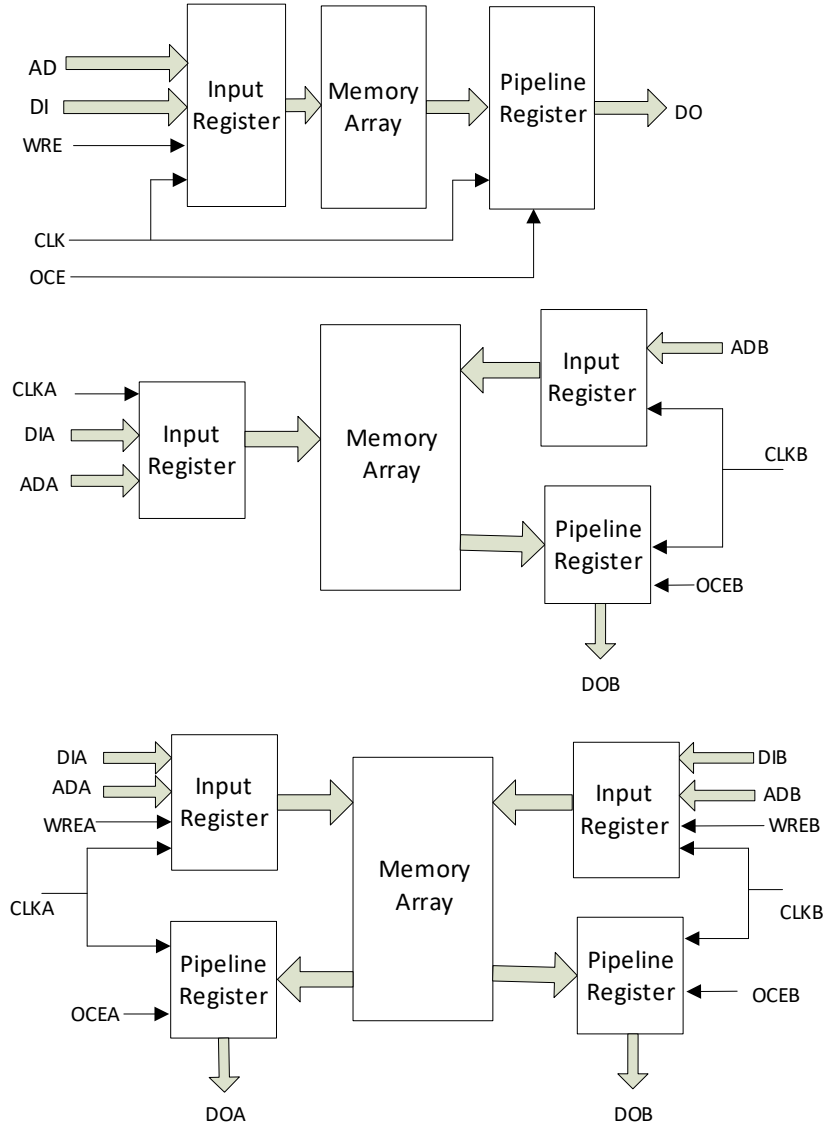 AD
DI
WRE
CLK
OCE
Input
Register
Memory
Array
Pipeline
Register
DO
CLKA
DIA
ADA
Input
Register
Memory
Array
Input
Register
ADB
CLKB
Pipeline
Register
OCEB
DOB
DIA
ADA
WREA
CLKA
OCEA
Input
Register
Pipeline
Register
DOA
Memory
Array
Input
Register
DIB
ADB
WREB
CLKB
Pipeline
Register
OCEB
DOB